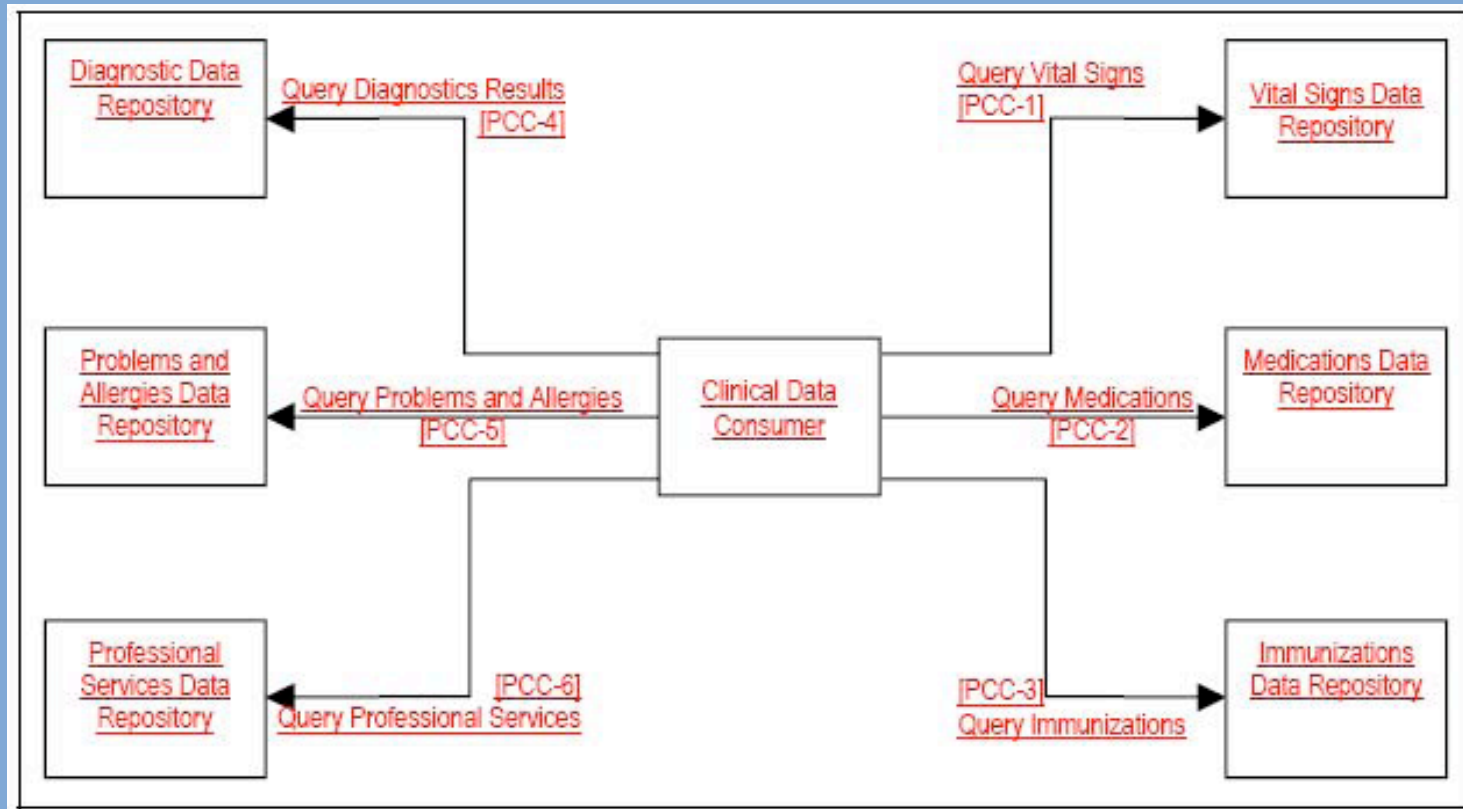 Diagnostic Data
Repository
Query Diagnostics Results
[PCC-4]
Query Vital Signs
[PCC-1]
Vital Signs Data
Repository
Problems and
Allergies Data
Repository
Query Problems and Allergies
[PCC-5]
Clinical Data
Consumer
Query Medications
[PCC-2]
Medications Data
Repository
Professional
Services Data
Repository
[PCC-6]
Query Professional Services
[PCC-3]
Query Immunizations
Immunizations
Data Repository